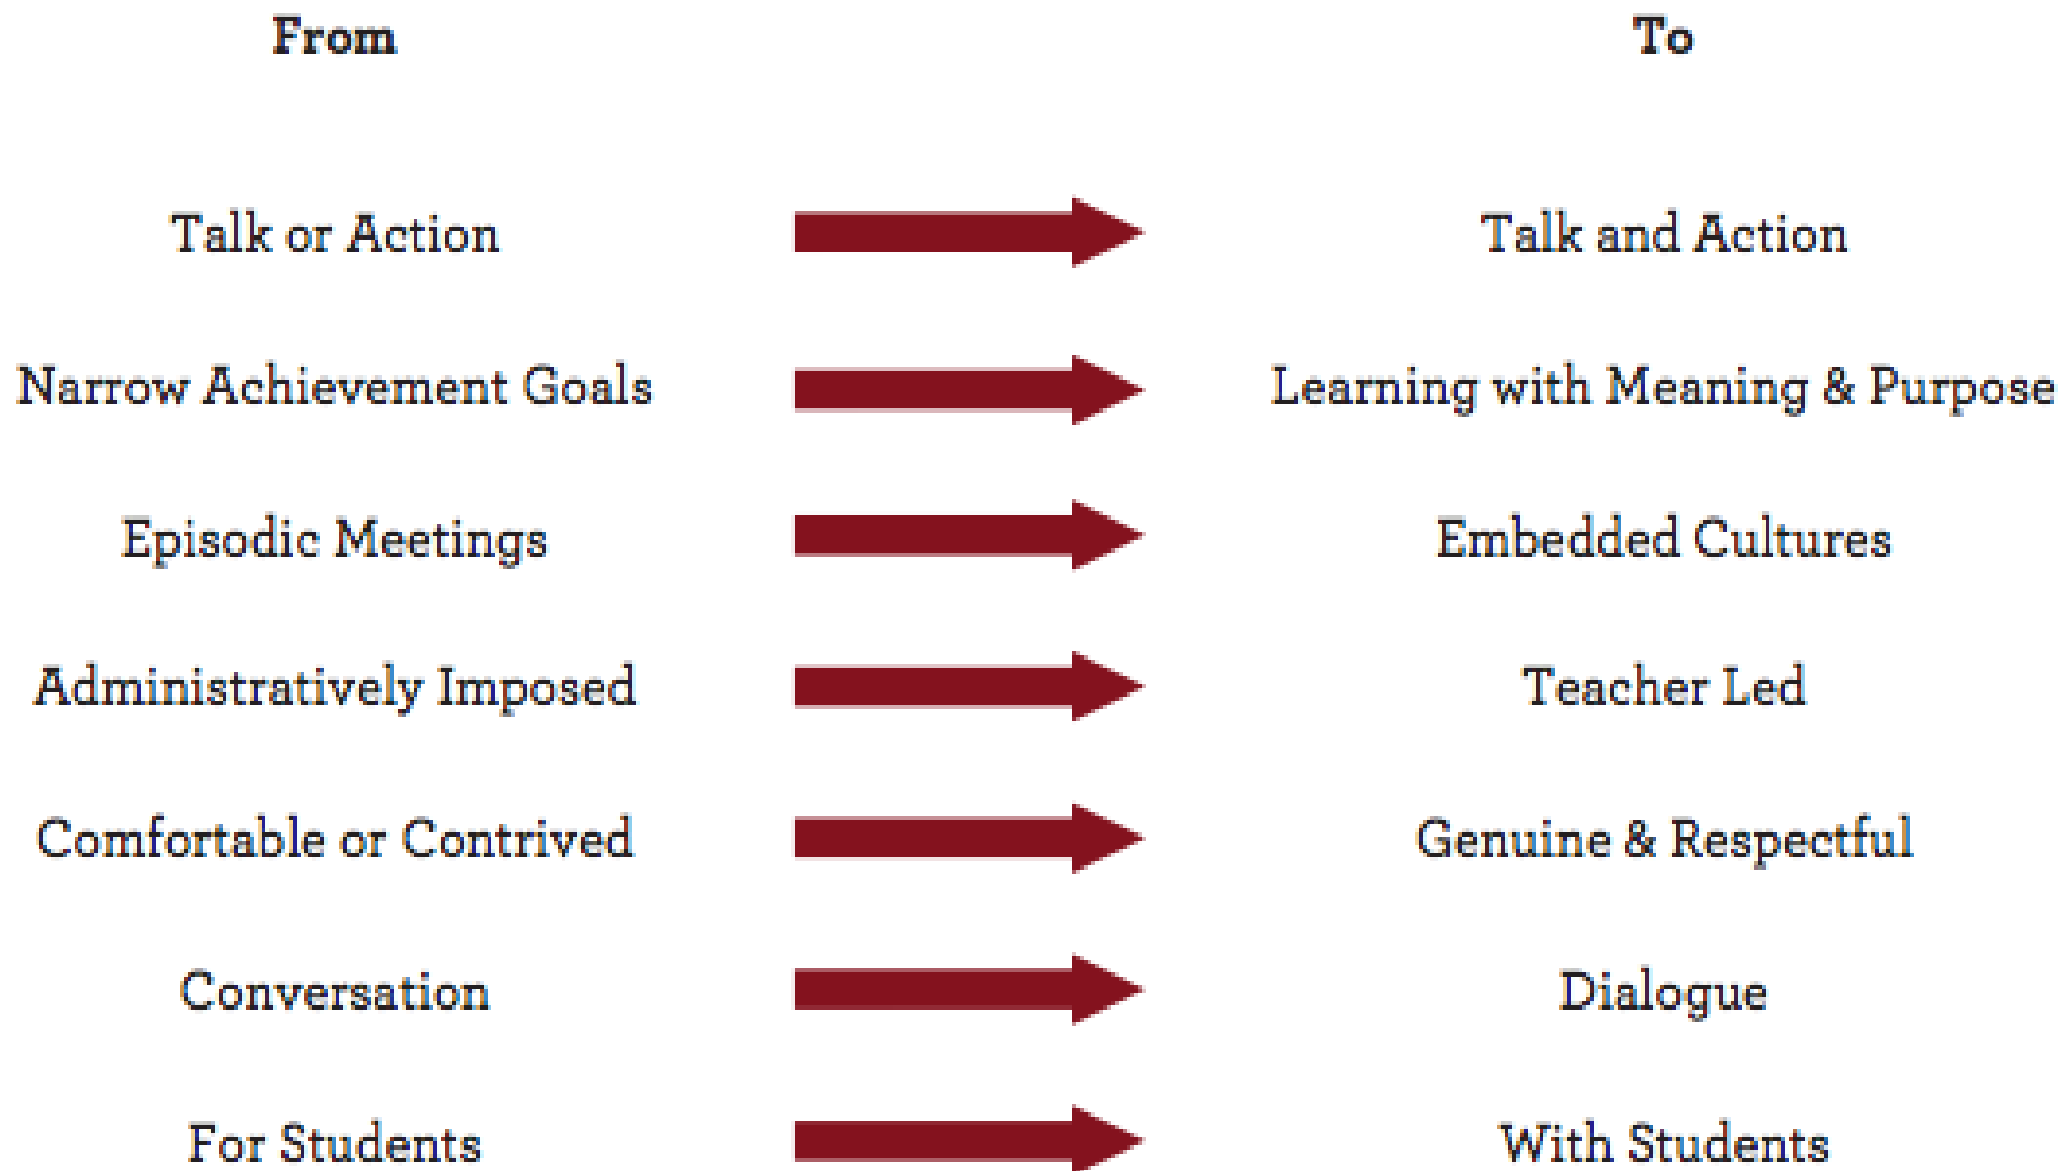 From To
Talk or Action Talk and Action
Narrow Achievement Goals Learning with Meaning & Purpose
Episodic Meetings Embedded Cultures
Administratively Imposed Teacher Led
Comfortable or Contrived Genuine & Respectful
Conversation Dialogue
For Students With Students